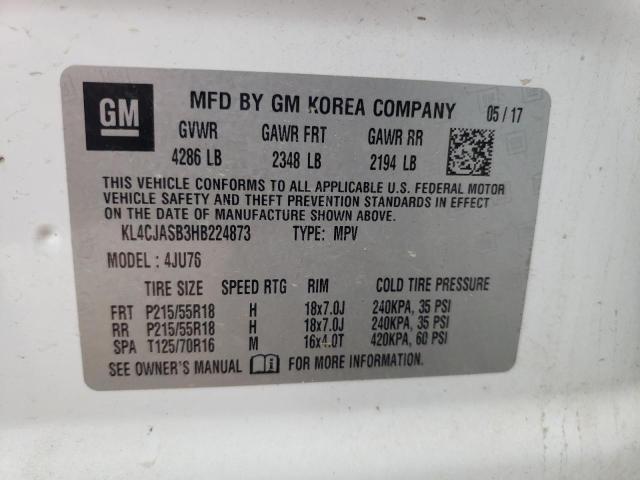 GM
MFD BY GM KOREA COMPANY 05 / 17
GVWR GAWR FRT GAWR RR
4286 LB 2348 LB 2194 LB
THIS VEHICLE CONFORMS TO ALL APPLICABLE U.S. FEDERAL MOTOR
VEHICLE SAFETY AND THEFT PREVENTION STANDARDS IN EFFECT
ON THE DATE OF MANUFACTURE SHOWN ABOVE.
KL4CJASB3HB224873 TYPE: MPV
MODEL : 4JU76
TIRE SIZE SPEED RTG RIM COLD TIRE PRESSURE
FRT P215/55R18 H 18x7.0J 240KPA, 35 PSI
RR P215/55R18 H 18x7.0J 240KPA, 35 PSI
SPA T125/70R16 M 16x4.0T 420KPA, 60 PSI
SEE OWNER'S MANUAL FOR MORE INFORMATION.